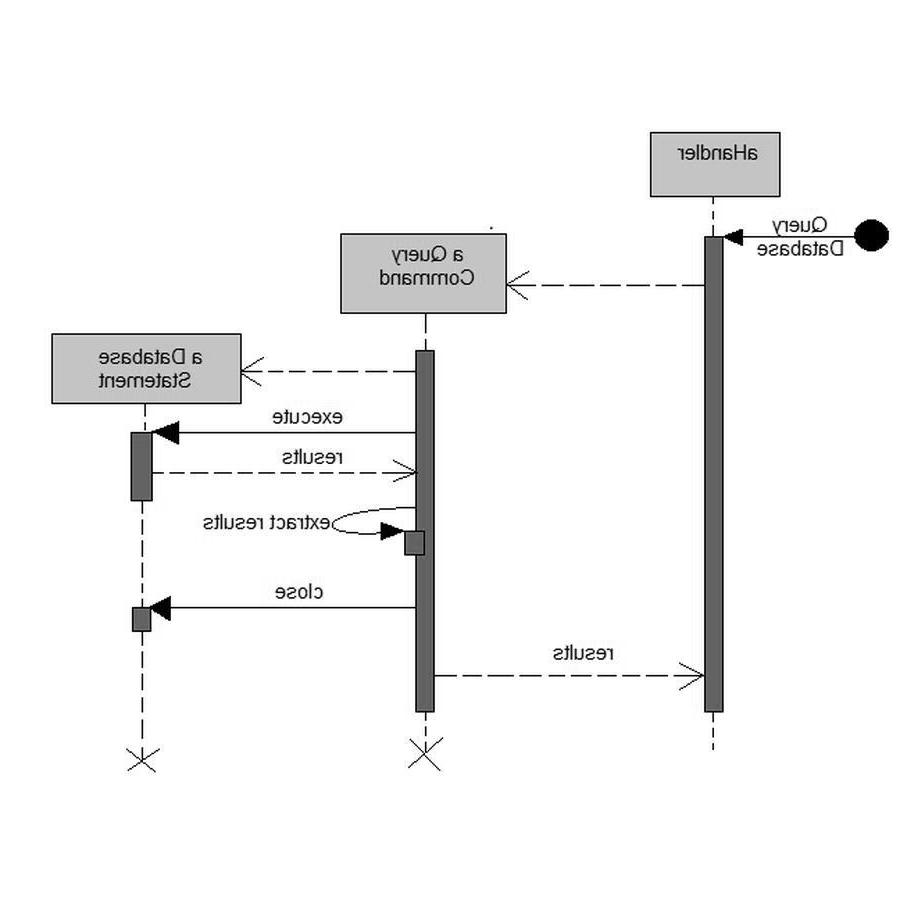 aHandler
Query
Database
a Query
Command
a Database
Statement
execute
results
extract results
close
results